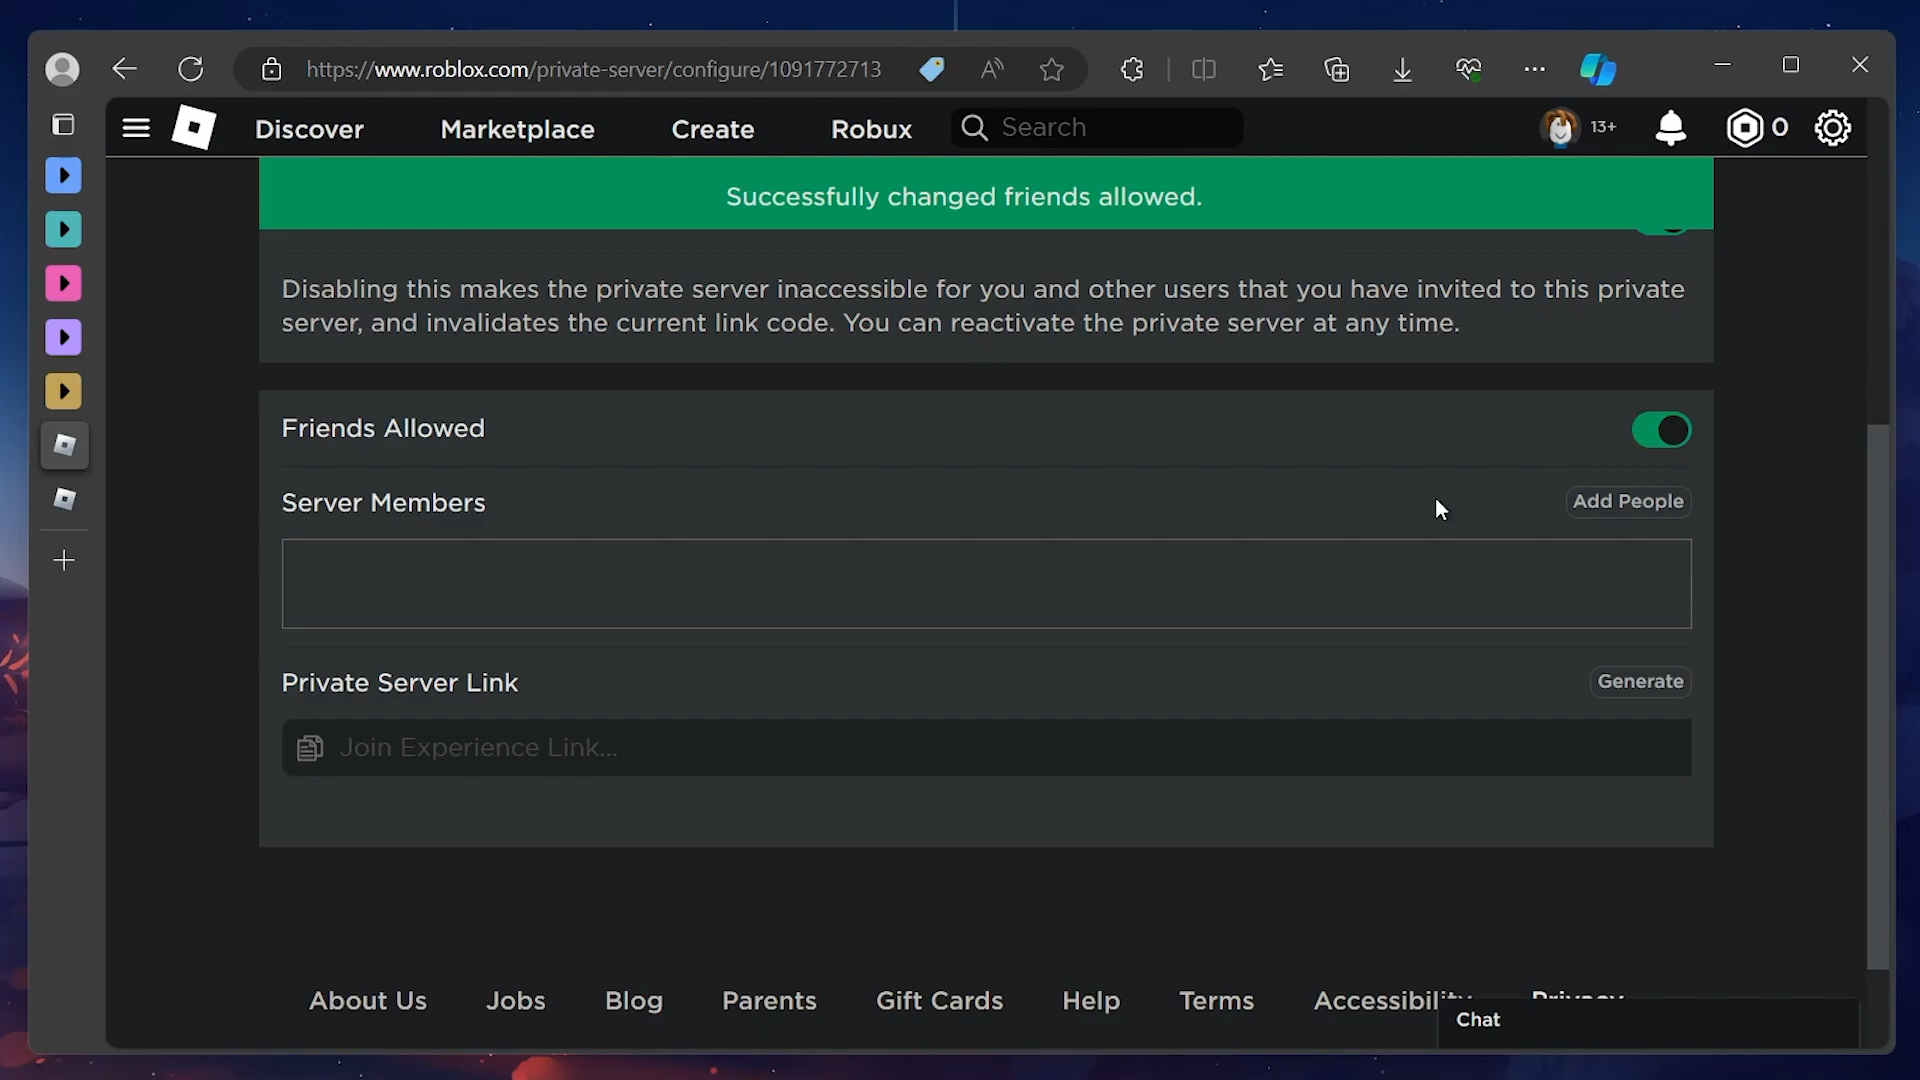 https://www.roblox.com/private-server/configure/1091772713
Discover
Marketplace
Create
Robux
Search
13+
0
Successfully changed friends allowed.
Disabling this makes the private server inaccessible for you and other users that you have invited to this private
server, and invalidates the current link code. You can reactivate the private server at any time.
Friends Allowed
Server Members
Add People
Private Server Link
Generate
Join Experience Link...
About Us
Jobs
Blog
Parents
Gift Cards
Help
Terms
Accessibility
Privacy
Chat